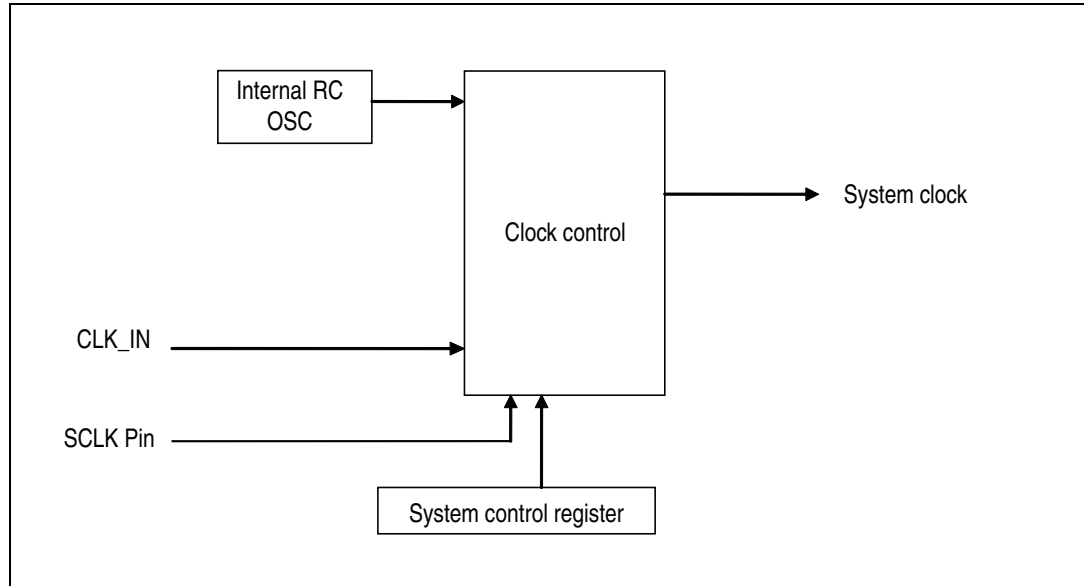 Internal RC
OSC
Clock control
System clock
CLK_IN
SCLK Pin
System control register